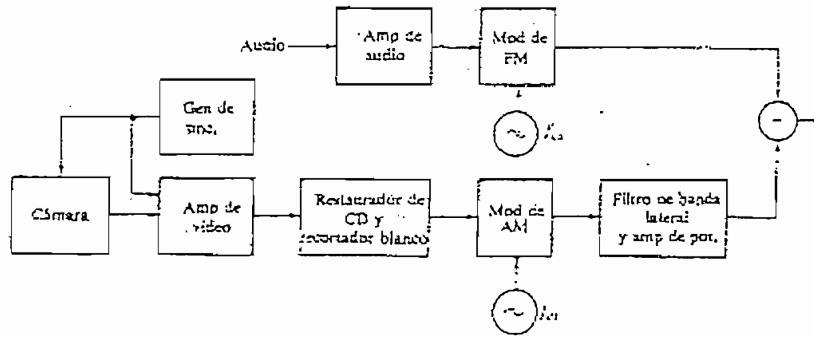 Audio
Amp de
audio
Mod de
FM
Gen de
sinc.
Cámara
Amp de
video
Restaurador de
CD y
recortador blanco
Mod de
AM
Filtro de banda
lateral
y amp de pot.